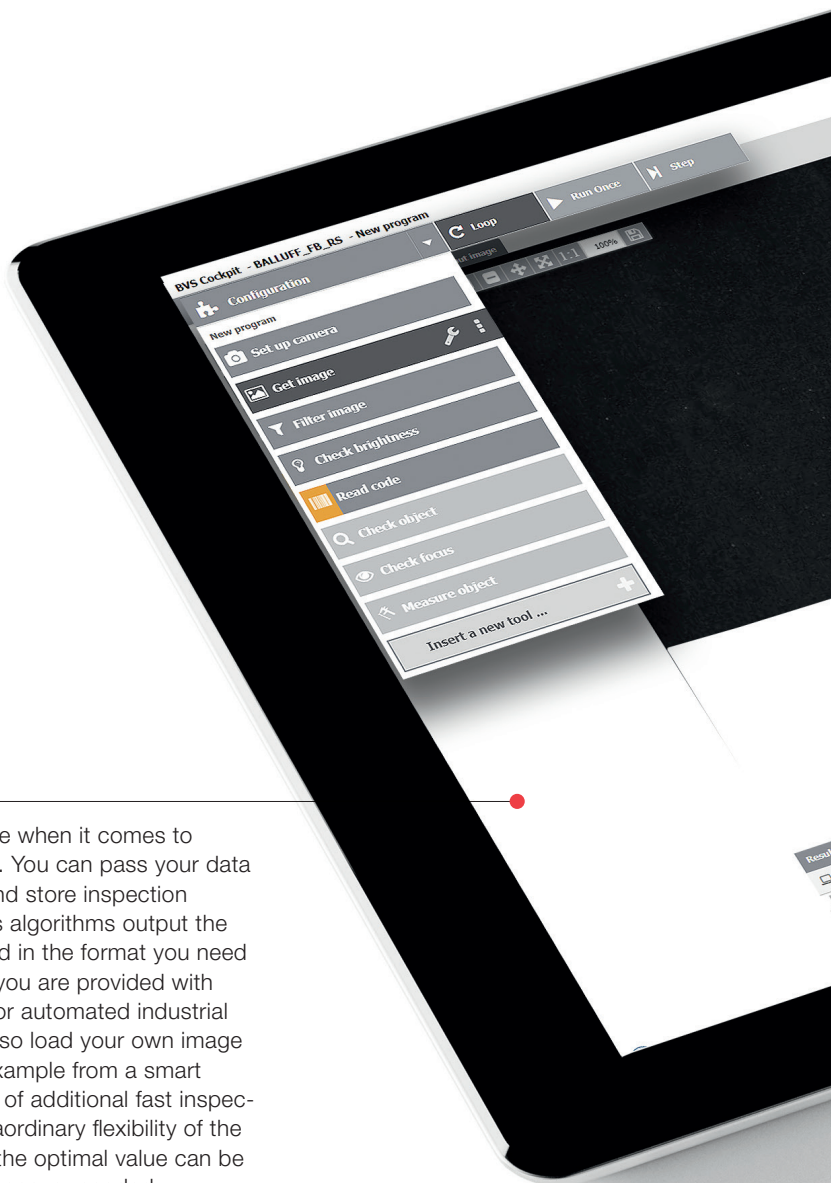 BVS Cockpit - BALLUFF_FB_RS - New program
Configuration
Loop
Run Once
Step
image
1:1
100%
New program
Set up camera
Get image
Filter image
Check brightness
Read code
Check object
Check focus
Measure object
Insert a new tool ...
when it comes to
. You can pass your data
store inspection
algorithms output the
in the format you need
you are provided with
or automated industrial
load your own image
example from a smart
of additional fast inspec-
flexibility of the
the optimal value can be